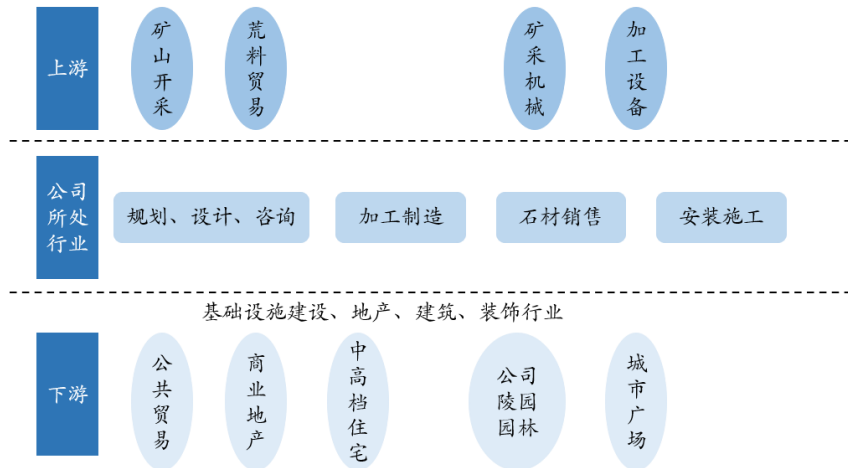 上游
矿山开采
荒料贸易
矿采机械
加工设备
公司所处行业
规划、设计、咨询
加工制造
石材销售
安装施工
基础设施建设、地产、建筑、装饰行业
下游
公共贸易
商业地产
中高档住宅
公司陵园园林
城市广场